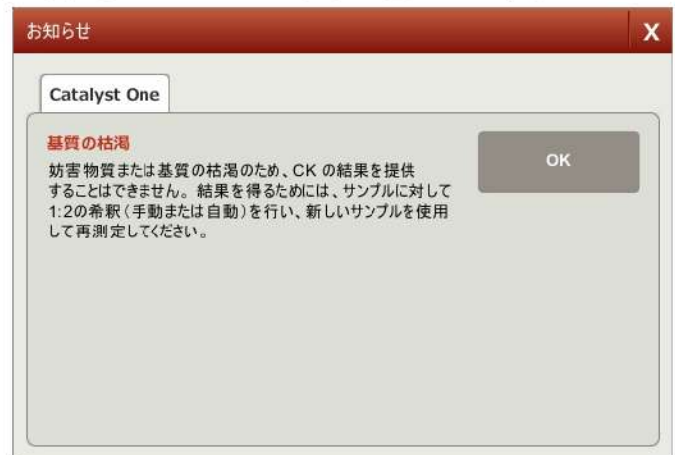 お知らせ
X
Catalyst One
基質の枯渇
妨害物質または基質の枯渇のため、CK の結果を提供
することはできません。結果を得るためには、サンプルに対して
1:2の希釈(手動または自動)を行い、新しいサンプルを使用
して再測定してください。
OK